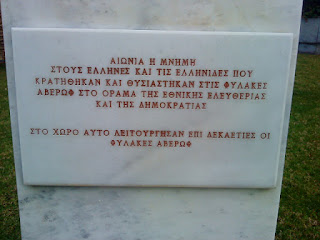 ΑΙΩΝΙΑ Η ΜΝΗΜΗ
ΣΤΟΥΣ ΕΛΛΗΝΕΣ ΚΑΙ ΤΙΣ ΕΛΛΗΝΙΔΕΣ ΠΟΥ
ΚΡΑΤΗΘΗΚΑΝ ΚΑΙ ΘΥΣΙΑΣΤΗΚΑΝ ΣΤΙΣ ΦΥΛΑΚΕΣ
ΑΒΕΡΩΦ ΣΤΟ ΟΡΑΜΑ ΤΗΣ ΕΘΝΙΚΗΣ ΕΛΕΥΘΕΡΙΑΣ
ΚΑΙ ΤΗΣ ΔΗΜΟΚΡΑΤΙΑΣ
ΣΤΟ ΧΩΡΟ ΑΥΤΟ ΛΕΙΤΟΥΡΓΗΣΑΝ ΕΠΙ ΔΕΚΑΕΤΙΕΣ ΟΙ
ΦΥΛΑΚΕΣ ΑΒΕΡΩΦ